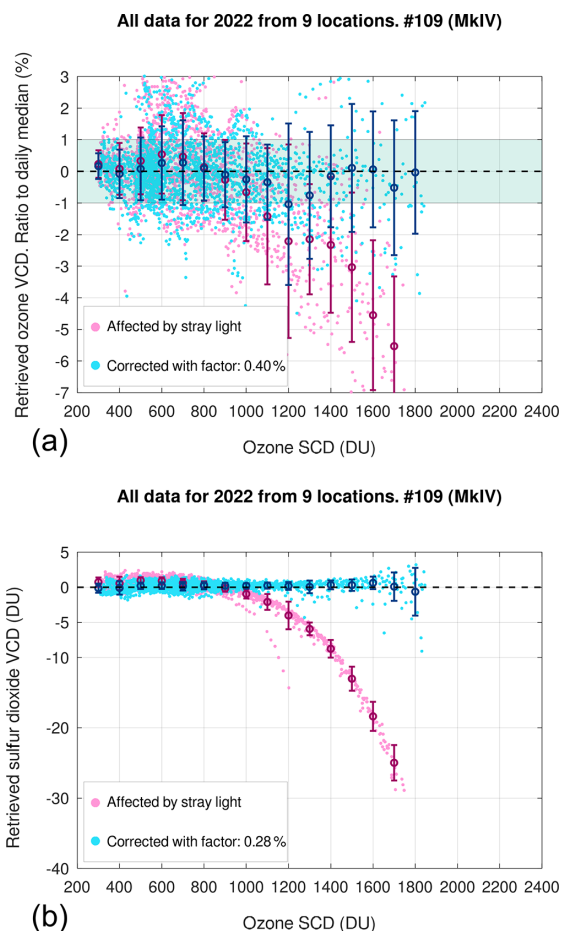 All data for 2022 from 9 locations. #109 (MkIV)
Retrieved ozone VCD. Ratio to daily median (%)
3
2
1
0
-1
-2
-3
-4
-5
-6
-7
Affected by stray light
Corrected with factor: 0.40 %
200 400 600 800 1000 1200 1400 1600 1800 2000 2200 2400
(a)
Ozone SCD (DU)
All data for 2022 from 9 locations. #109 (MkIV)
Retrieved sulfur dioxide VCD (DU)
5
0
-5
-10
-20
-30
-40
Affected by stray light
Corrected with factor: 0.28 %
200 400 600 800 1000 1200 1400 1600 1800 2000 2200 2400
(b)
Ozone SCD (DU)